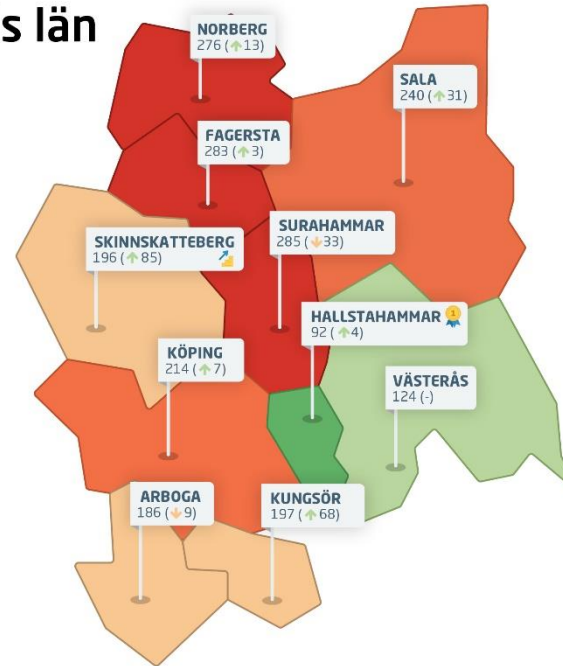 s län
NORBERG
276 (↑13)
SALA
240 (↑31)
FAGERSTA
283 (↑3)
SURAHAMMAR
285 (↓33)
SKINNSKATTEBERG
196 (↑85)
HALLSTAHAMMAR
1
92 (↑4)
KÖPING
214 (↑7)
VÄSTERÅS
124 (-)
ARBOGA
186 (↓9)
KUNGSÖR
197 (↑68)